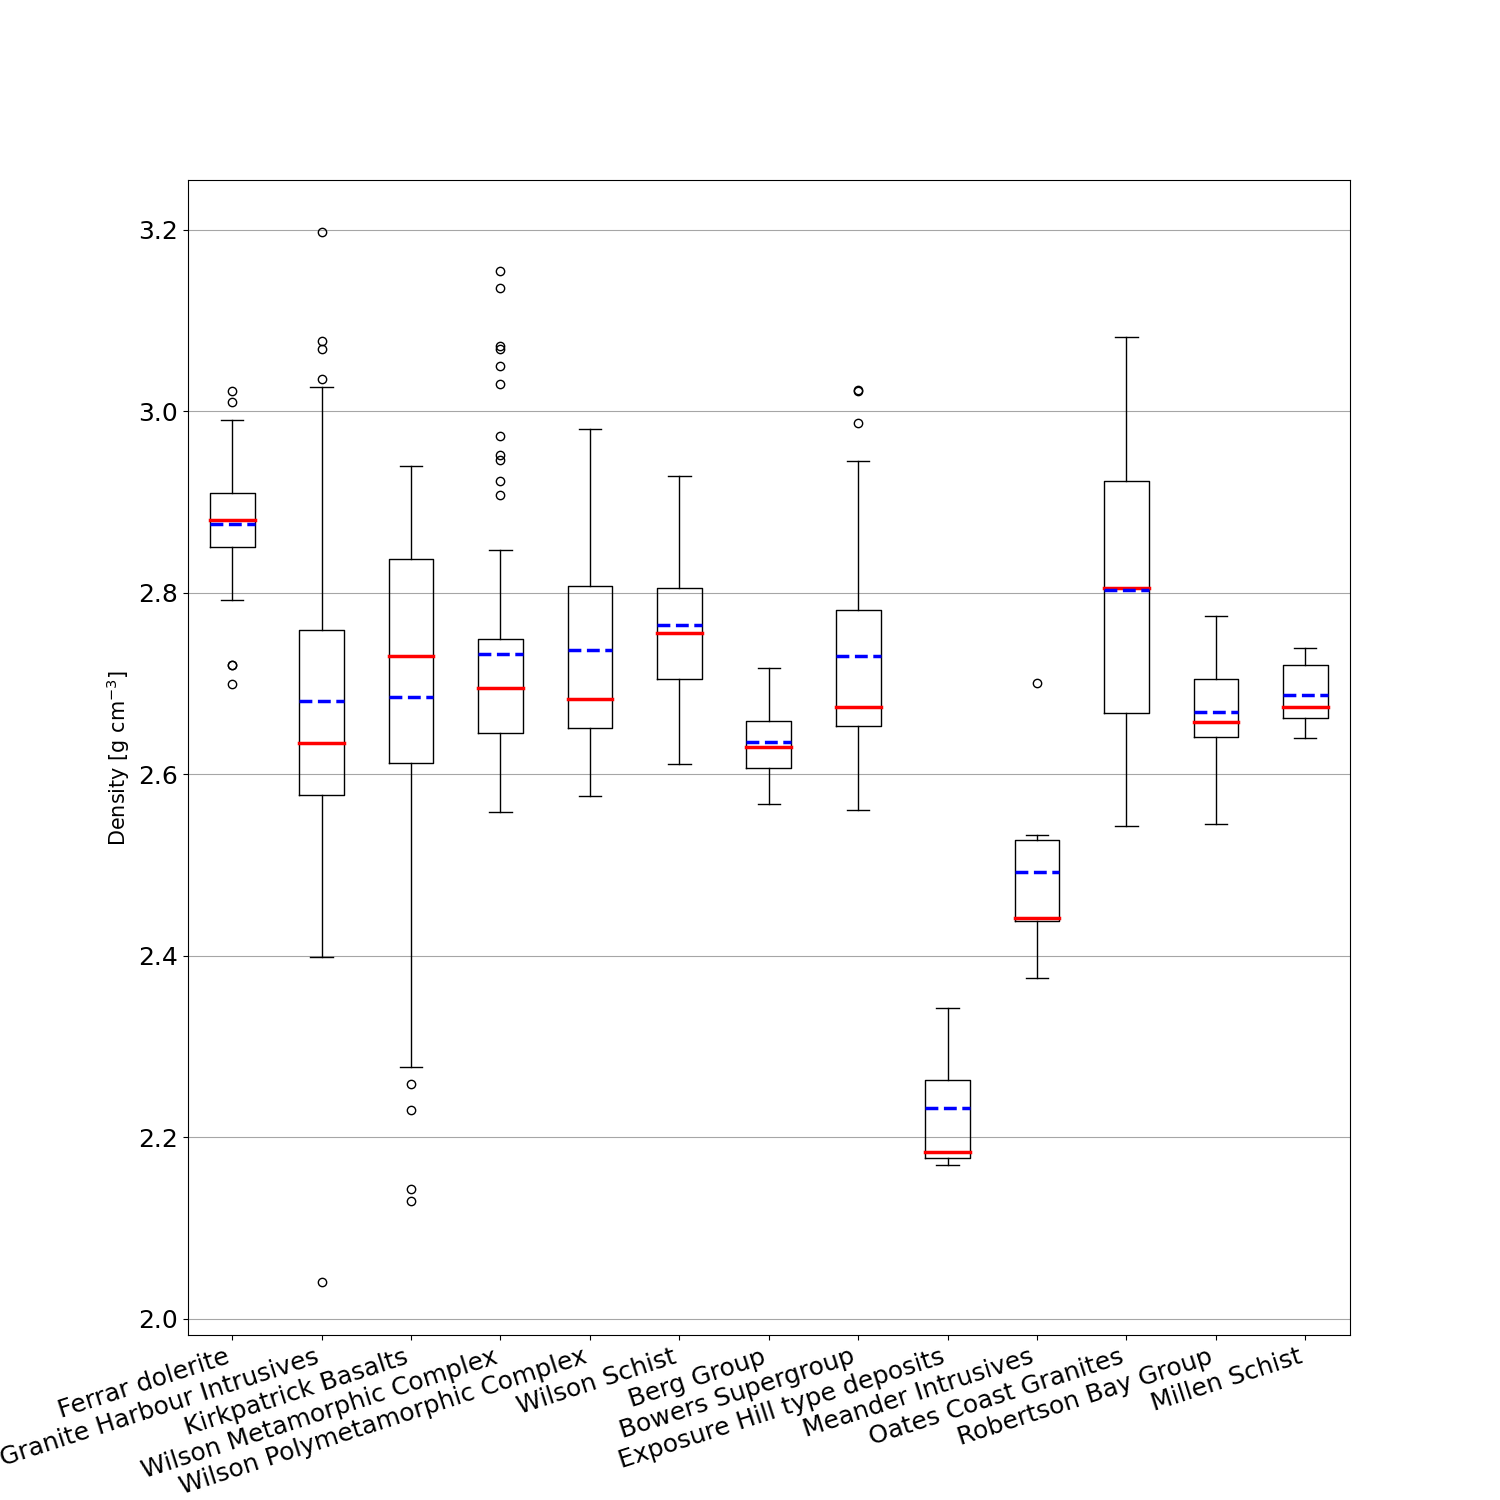 3.2
3.0
2.8
2.6
2.4
2.2
2.0
Density [g cm⁻³]
Ferrar dolerite
Granite Harbour Intrusives
Kirkpatrick Basalts
Wilson Metamorphic Complex
Wilson Polymetamorphic Complex
Wilson Schist
Berg Group
Bowers Supergroup
Exposure Hill type deposits
Meander Intrusives
Oates Coast Granites
Robertson Bay Group
Millen Schist